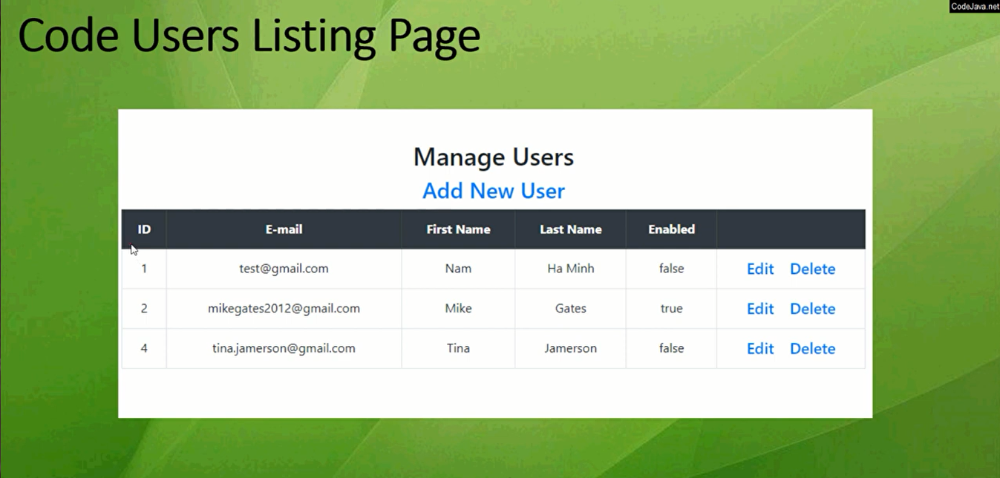 CodeJava.net
Code Users Listing Page
Manage Users
Add New User
ID E-mail First Name Last Name Enabled
1 test@gmail.com Nam Ha Minh false Edit Delete
2 mikegates2012@gmail.com Mike Gates true Edit Delete
4 tina.jamerson@gmail.com Tina Jamerson false Edit Delete